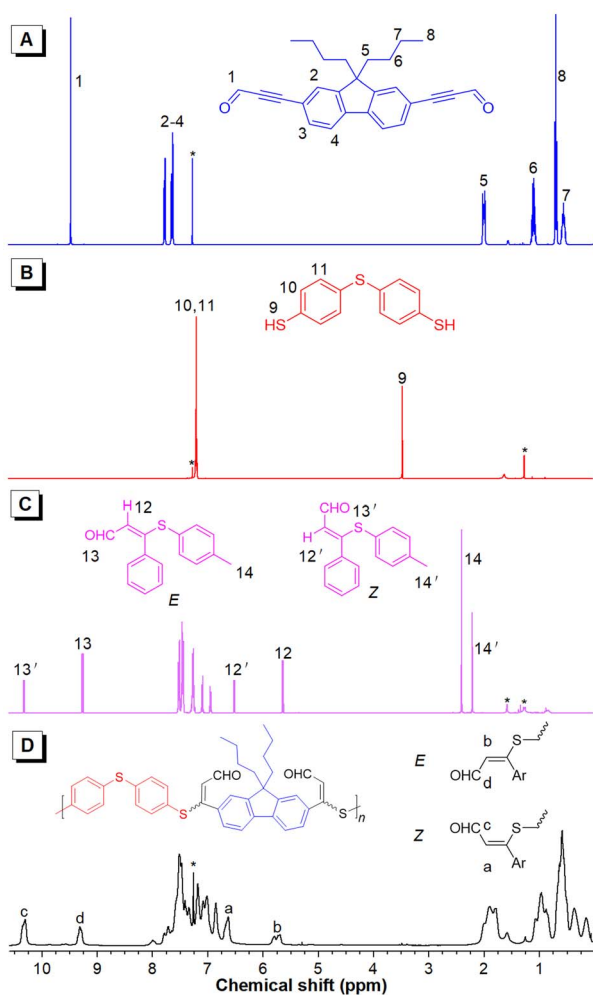 A
1
2-4
*
5
6
8
7
1
O
2
3
4
5
6
7
8
O
B
10,11
*
9
*
11
10
9
HS
S
SH
C
H
12
S
OHC
13
14
E
CHO
13′
S
H
12′
14′
Z
13′
13
12′
12
14
14′
*
*
D
S
S
CHO
CHO
S
n
E
b
S
OHC
d
Ar
Z
OHC
c
S
a
Ar
c
d
*
a
b
10 9 8 7 6 5 4 3 2 1
Chemical shift (ppm)